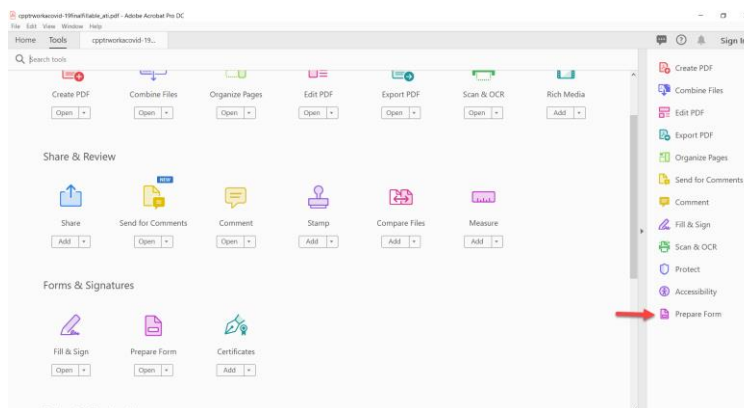 cpptrworkacovid-19finalfillable_ati.pdf - Adobe Acrobat Pro DC
File Edit View Window Help
Home Tools cpptrworkacovid-19... Sign In
Search tools
Create PDF Combine Files Organize Pages Edit PDF Export PDF Scan & OCR Rich Media
Open Open Open Open Open Open Add
Share & Review
NEW
Share Send for Comments Comment Stamp Compare Files Measure
Add Open Open Add Add Add
Forms & Signatures
Fill & Sign Prepare Form Certificates
Open Open Add
Create PDF
Combine Files
Edit PDF
Export PDF
Organize Pages
Send for Comments
Comment
Fill & Sign
Scan & OCR
Protect
Accessibility
Prepare Form